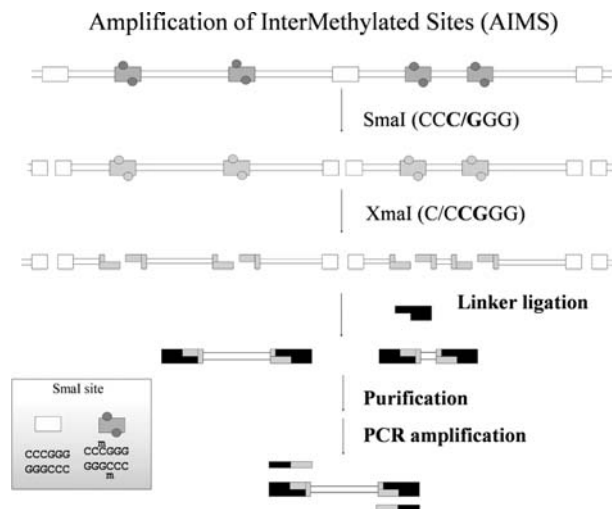 Amplification of InterMethylated Sites (AIMS)
SmaI (CCC/GGG)
XmaI (C/CCGGG)
Linker ligation
Purification
PCR amplification
SmaI site
m
CCCGGG CCCGGG
GGGCCC GGGCCC
m